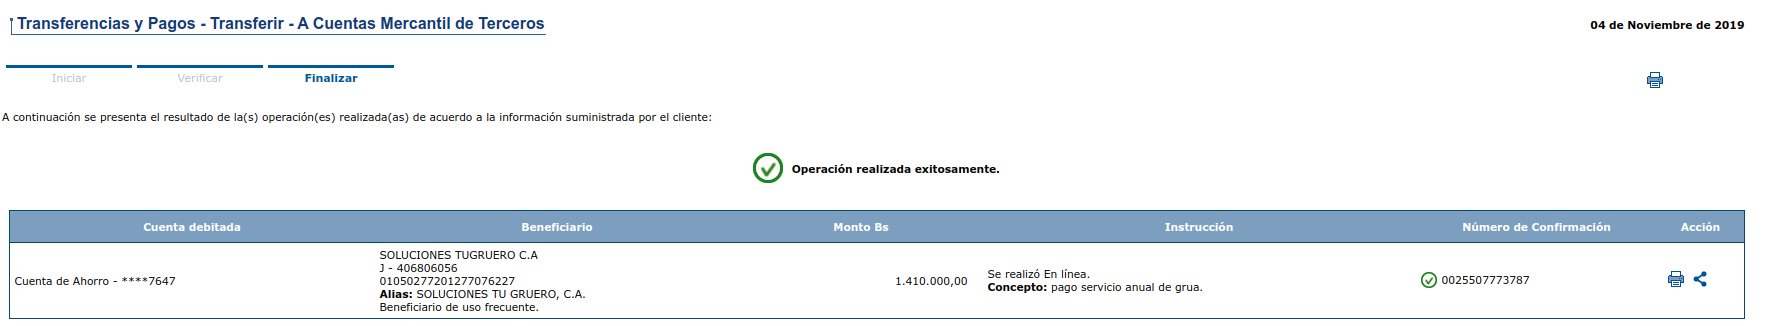 Transferencias y Pagos - Transferir - A Cuentas Mercantil de Terceros
04 de Noviembre de 2019
Iniciar
Verificar
Finalizar
A continuación se presenta el resultado de la(s) operación(es) realizada(as) de acuerdo a la información suministrada por el cliente:
Operación realizada exitosamente.
Cuenta debitada
Beneficiario
Monto Bs
Instrucción
Número de Confirmación
Acción
Cuenta de Ahorro - ****7647
SOLUCIONES TUGRUERO C.A
J - 406806056
01050277201277076227
Alias: SOLUCIONES TU GRUERO, C.A.
Beneficiario de uso frecuente.
1.410.000,00
Se realizó En línea.
Concepto: pago servicio anual de grua.
0025507773787